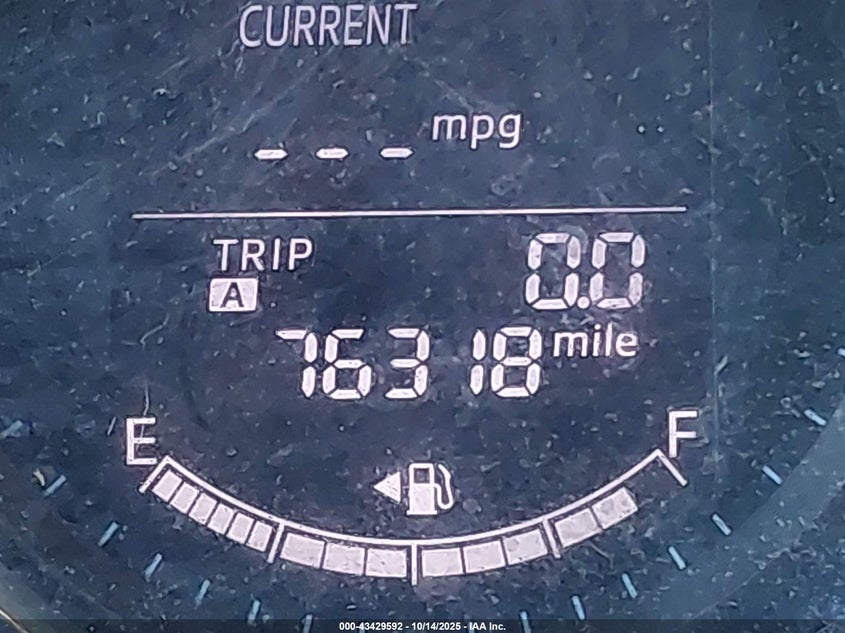 CURRENT
--- mpg
TRIP A 0.0
76318 mile
E F
000-43429592 - 10/14/2025 - IAA Inc.